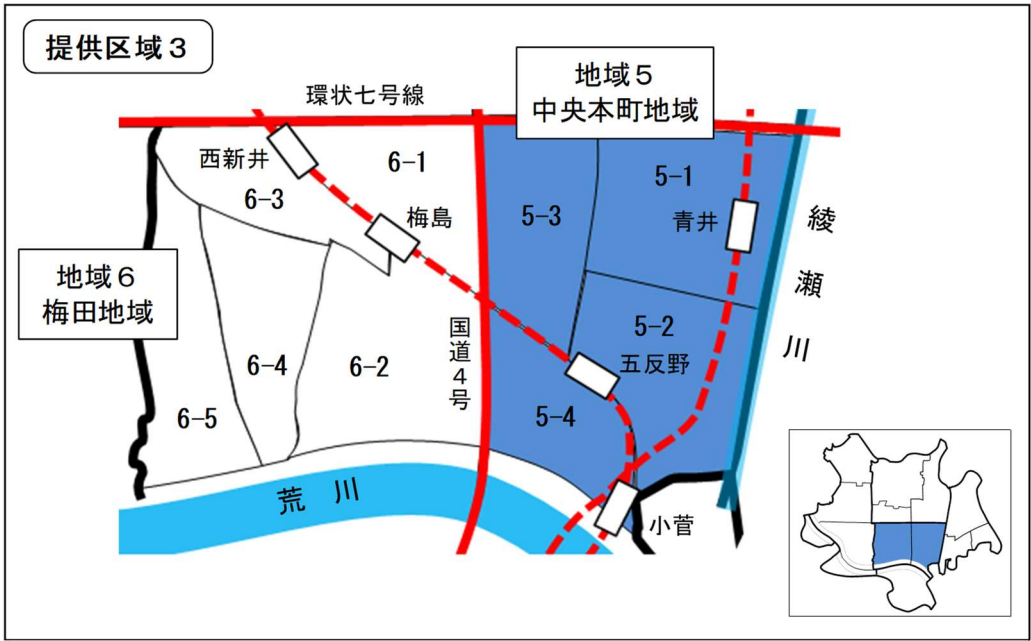 提供区域3
地域5
中央本町地域
環状七号線
西新井
6-1
5-1
6-3
梅島
5-3
青井
綾瀬川
地域6
梅田地域
国道4号
5-2
五反野
6-4
6-2
6-5
5-4
荒川
小菅